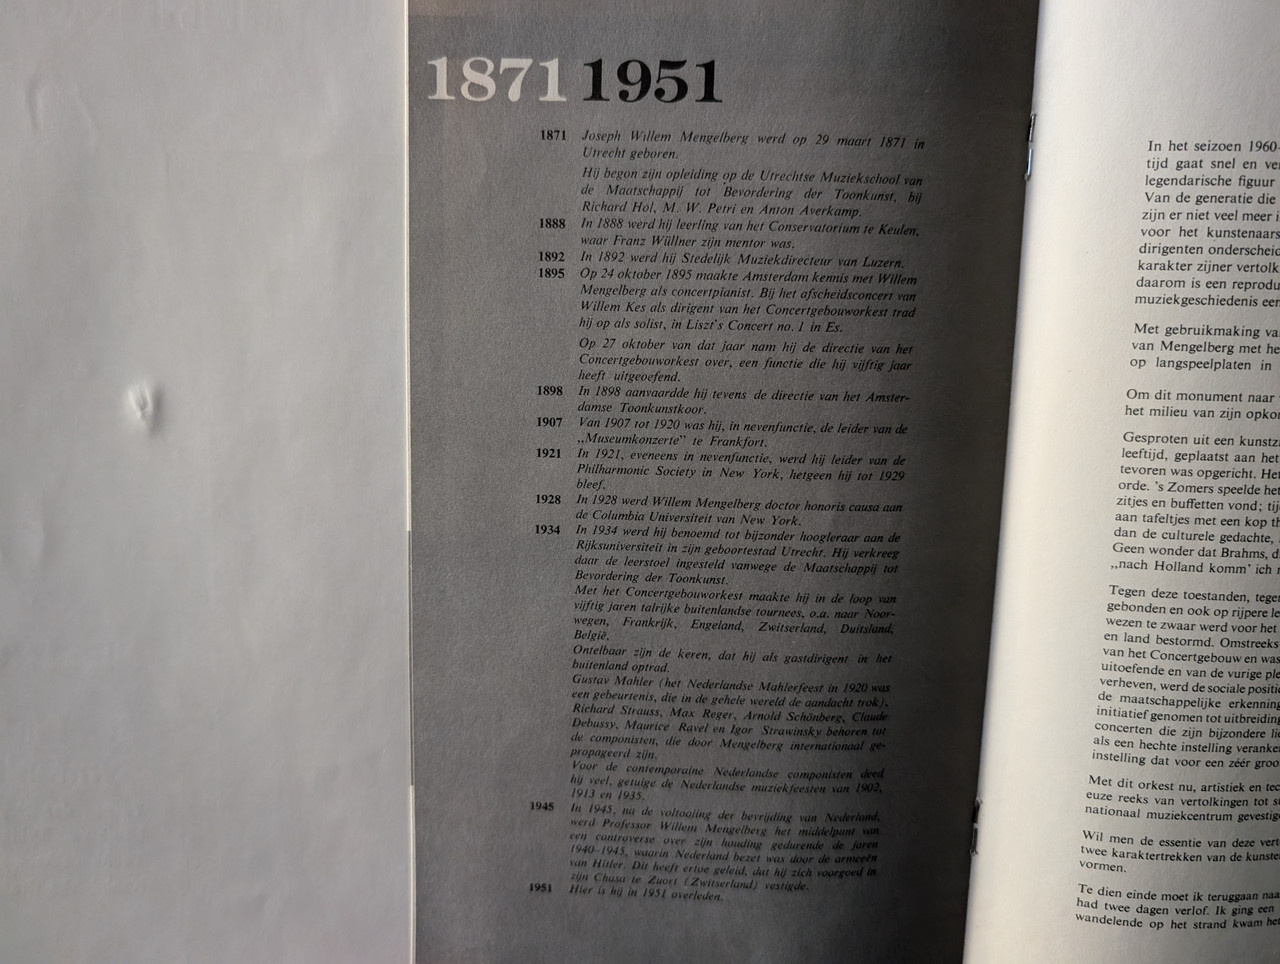 1871 1951
1871 Joseph Willem Mengelberg werd op 29 maart 1871 in
Utrecht geboren.
Hij begon zijn opleiding op de Utrechtse Muziekschool van
de Maatschappij tot Bevordering der Toonkunst, bij
Richard Hol, M. W. Petri en Anton Averkamp.
1888 In 1888 werd hij leerling van het Conservatorium te Keulen,
waar Franz Wüllner zijn mentor was.
1892 In 1892 werd hij Stedelijk Muziekdirecteur van Luzern.
1895 Op 24 oktober 1895 maakte Amsterdam kennis met Willem
Mengelberg als concertpianist. Bij het afscheidsconcert van
Willem Kes als dirigent van het Concertgebouworkest trad
hij op als solist, in Liszt's Concert no. 1 in Es.
Op 27 oktober van dat jaar nam hij de directie van het
Concertgebouworkest over, een functie die hij vijftig jaar
heeft uitgeoefend.
1898 In 1898 aanvaardde hij tevens de directie van het Amster-
damse Toonkunstkoor.
1907 Van 1907 tot 1920 was hij, in nevenfunctie, de leider van de
„Museumkonzerte" te Frankfort.
1921 In 1921, eveneens in nevenfunctie, werd hij leider van de
Philharmonic Society in New York, hetgeen hij tot 1929
bleef.
1928 In 1928 werd Willem Mengelberg doctor honoris causa aan
de Columbia Universiteit van New York.
1934 In 1934 werd hij benoemd tot bijzonder hoogleraar aan de
Rijksuniversiteit in zijn geboortestad Utrecht. Hij verkreeg
daar de leerstoel ingesteld vanwege de Maatschappij tot
Bevordering der Toonkunst.
Met het Concertgebouworkest maakte hij in de loop van
vijftig jaren talrijke buitenlandse tournees, o.a. naar Noor-
wegen, Frankrijk, Engeland, Zwitserland, Duitsland,
België.
Ontelbaar zijn de keren, dat hij als gastdirigent in het
buitenland optrad.
Gustav Mahler (het Nederlandse Mahlerfeest in 1920 was
een gebeurtenis, die in de gehele wereld de aandacht trok),
Richard Strauss, Max Reger, Arnold Schönberg, Claude
Debussy, Maurice Ravel en Igor Strawinsky behoren tot
de componisten, die door Mengelberg internationaal ge-
propageerd zijn.
Voor de contemporaine Nederlandse componisten deed
hij veel, getuige de Nederlandse muziekfeesten van 1902,
1913 en 1935.
1945 In 1945, na de voltooiing der bevrijding van Nederland,
werd Professor Willem Mengelberg het middelpunt van
een controverse over zijn houding gedurende de jaren
1940-1945, waarin Nederland bezet was door de armeeën
van Hitler. Dit heeft ertoe geleid, dat hij zich voorgoed in
zijn Chasa te Zuort (Zwitserland) vestigde.
1951 Hier is hij in 1951 overleden.
In het seizoen 1960-
tijd gaat snel en
legendarische figuur
Van de generatie die
zijn er niet veel meer
voor het kunstenaars
dirigenten
karakter zijner
daarom is een
muziekgeschiedenis
Met gebruikmaking
van Mengelberg met
op langspeelplaten in
Om dit monument naar
het milieu van zijn
Gesproten uit een
leeftijd, geplaatst aan het
tevoren was opgericht. Het
orde. 's Zomers speelde het
zitjes en buffetten vond;
aan tafeltjes met een kop
dan de culturele gedachte,
Geen wonder dat Brahms,
„nach Holland komm' ich
Tegen deze toestanden,
gebonden en ook op rijpere
wezen te zwaar werd voor het
en land bestormd. Omstreeks
van het Concertgebouw en was
uitoefende en van de vurige
verheven, werd de sociale
de maatschappelijke erkenning
initiatief genomen tot uitbreiding
concerten die zijn bijzondere
als een hechte instelling
instelling dat voor een zéér
Met dit orkest nu, artistiek en
euze reeks van vertolkingen tot
nationaal muziekcentrum
Wil men de essentie van deze
twee karaktertrekken van de
vormen.
Te dien einde moet ik teruggaan
had twee dagen verlof. Ik ging een
wandelende op het strand kwam